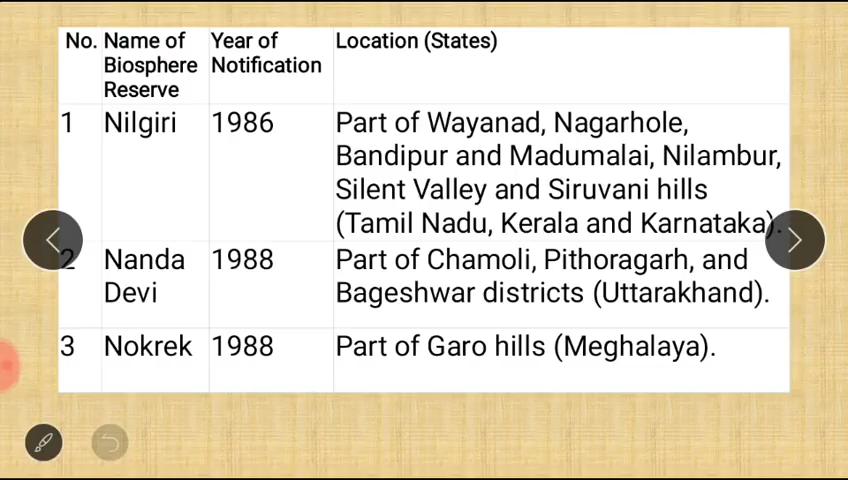 No. Name of Biosphere Reserve Year of Notification Location (States)
1 Nilgiri 1986 Part of Wayanad, Nagarhole,
Bandipur and Madumalai, Nilambur,
Silent Valley and Siruvani hills
(Tamil Nadu, Kerala and Karnataka).
2 Nanda Devi 1988 Part of Chamoli, Pithoragarh, and
Bageshwar districts (Uttarakhand).
3 Nokrek 1988 Part of Garo hills (Meghalaya).